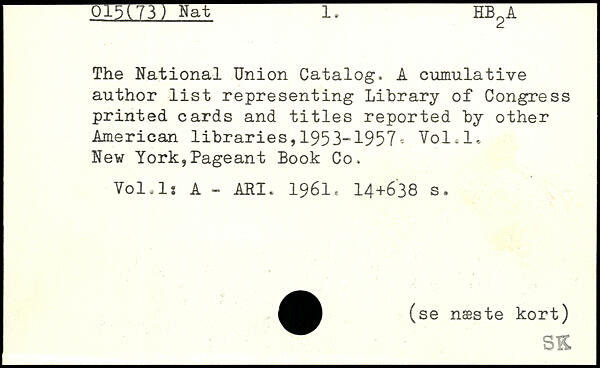 015(73) Nat 1. HB2A
The National Union Catalog. A cumulative
author list representing Library of Congress
printed cards and titles reported by other
American libraries,1953-1957. Vol.1.
New York,Pageant Book Co.
Vol.1: A - ARI. 1961. 14+638 s.
(se næste kort)
SK